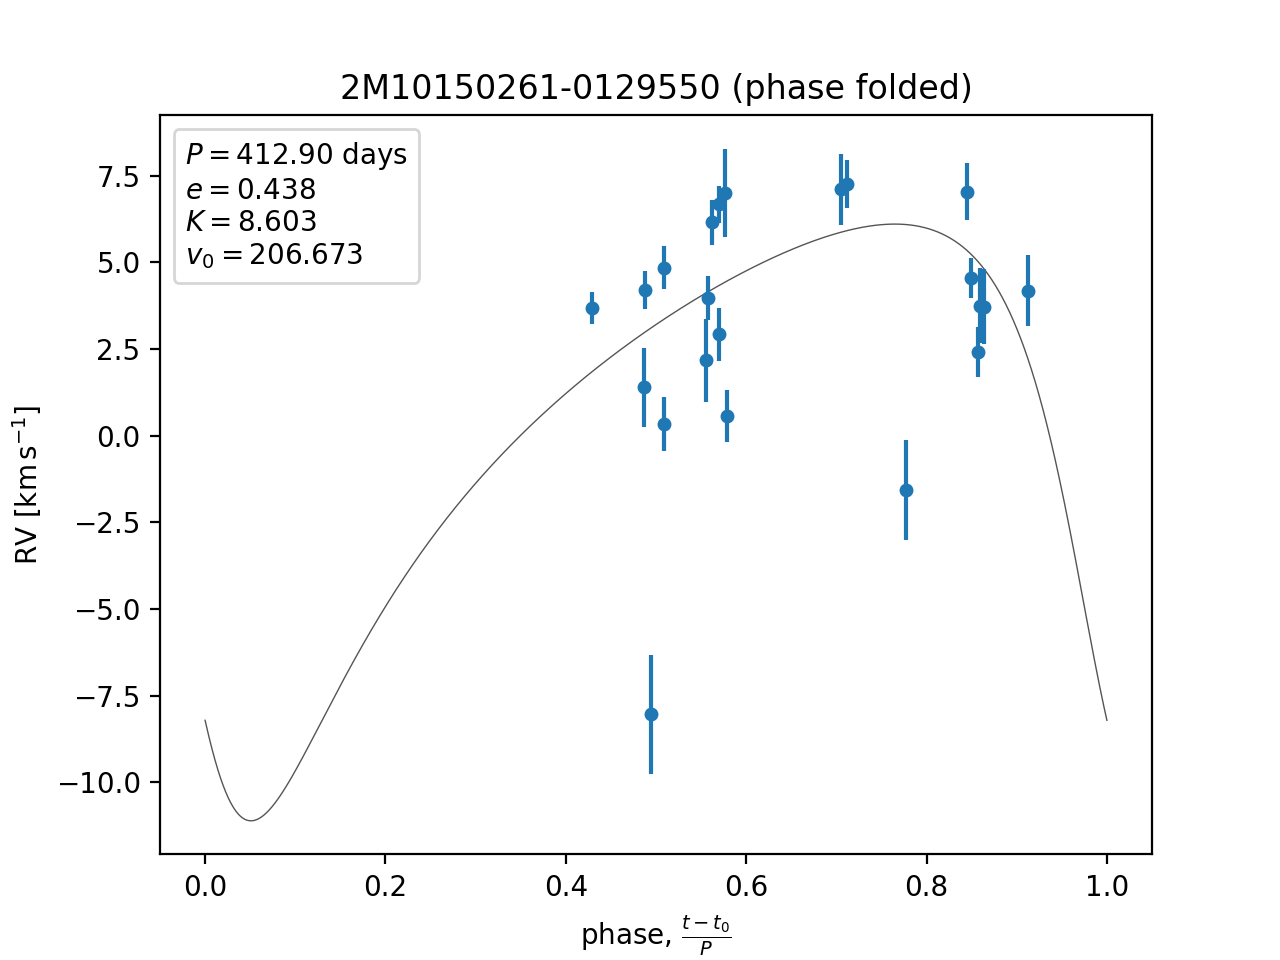 2M10150261-0129550 (phase folded)
P = 412.90 days
e = 0.438
K = 8.603
v₀ = 206.673
7.5
5.0
2.5
0.0
−2.5
−5.0
−7.5
−10.0
RV [km s⁻¹]
0.0 0.2 0.4 0.6 0.8 1.0
phase, (t − t₀)/P